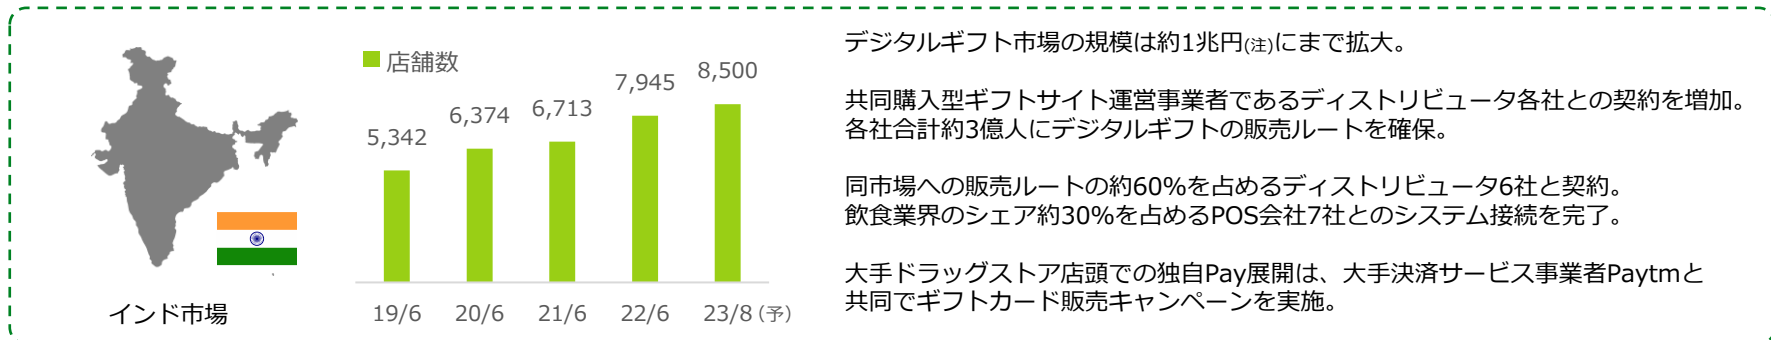 店舗数
5,342
6,374
6,713
7,945
8,500
19/6
20/6
21/6
22/6
23/8 (予)
インド市場
デジタルギフト市場の規模は約1兆円(注)にまで拡大。
共同購入型ギフトサイト運営事業者であるディストリビュータ各社との契約を増加。
各社合計約3億人にデジタルギフトの販売ルートを確保。
同市場への販売ルートの約60%を占めるディストリビュータ6社と契約。
飲食業界のシェア約30%を占めるPOS会社7社とのシステム接続を完了。
大手ドラッグストア店頭での独自Pay展開は、大手決済サービス事業者Paytmと
共同でギフトカード販売キャンペーンを実施。